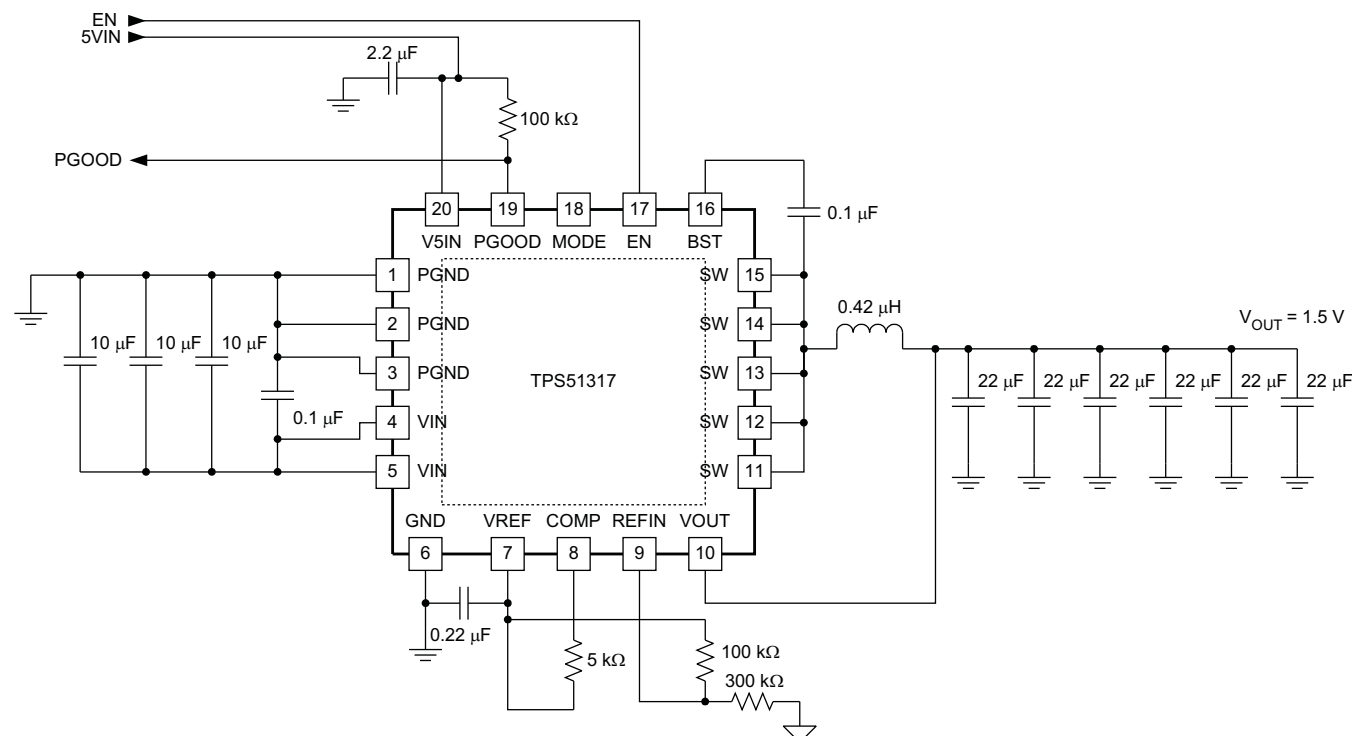 EN
5VIN
2.2 μF
100 kΩ
PGOOD
20
19
18
17
16
0.1 μF
V5IN
PGOOD
MODE
EN
BST
1
PGND
SW
15
2
PGND
SW
14
0.42 μH
V_OUT = 1.5 V
10 μF
10 μF
10 μF
3
PGND
TPS51317
SW
13
22 μF
22 μF
22 μF
22 μF
22 μF
22 μF
0.1 μF
4
VIN
SW
12
5
VIN
SW
11
GND
VREF
COMP
REFIN
VOUT
6
7
8
9
10
0.22 μF
5 kΩ
100 kΩ
300 kΩ